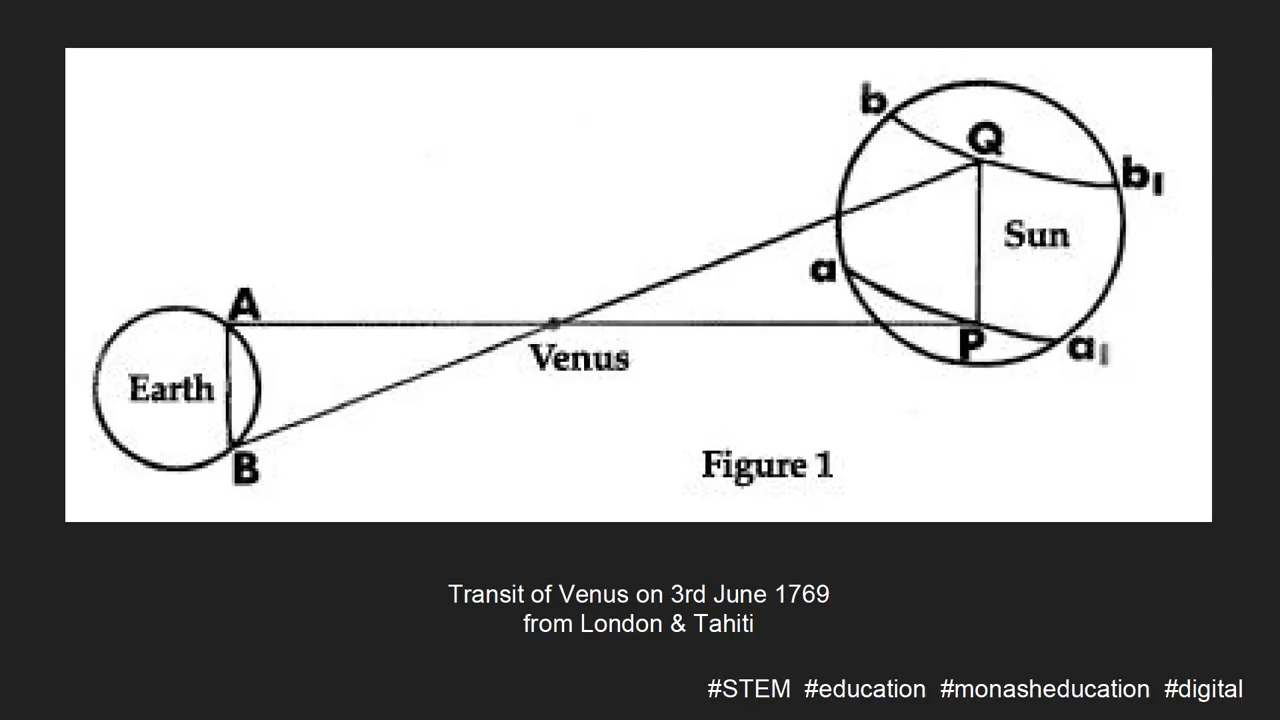 b
Q
b1
Sun
a
A
P
a1
Venus
Earth
B
Figure 1
Transit of Venus on 3rd June 1769
from London & Tahiti
#STEM #education #monasheducation #digital